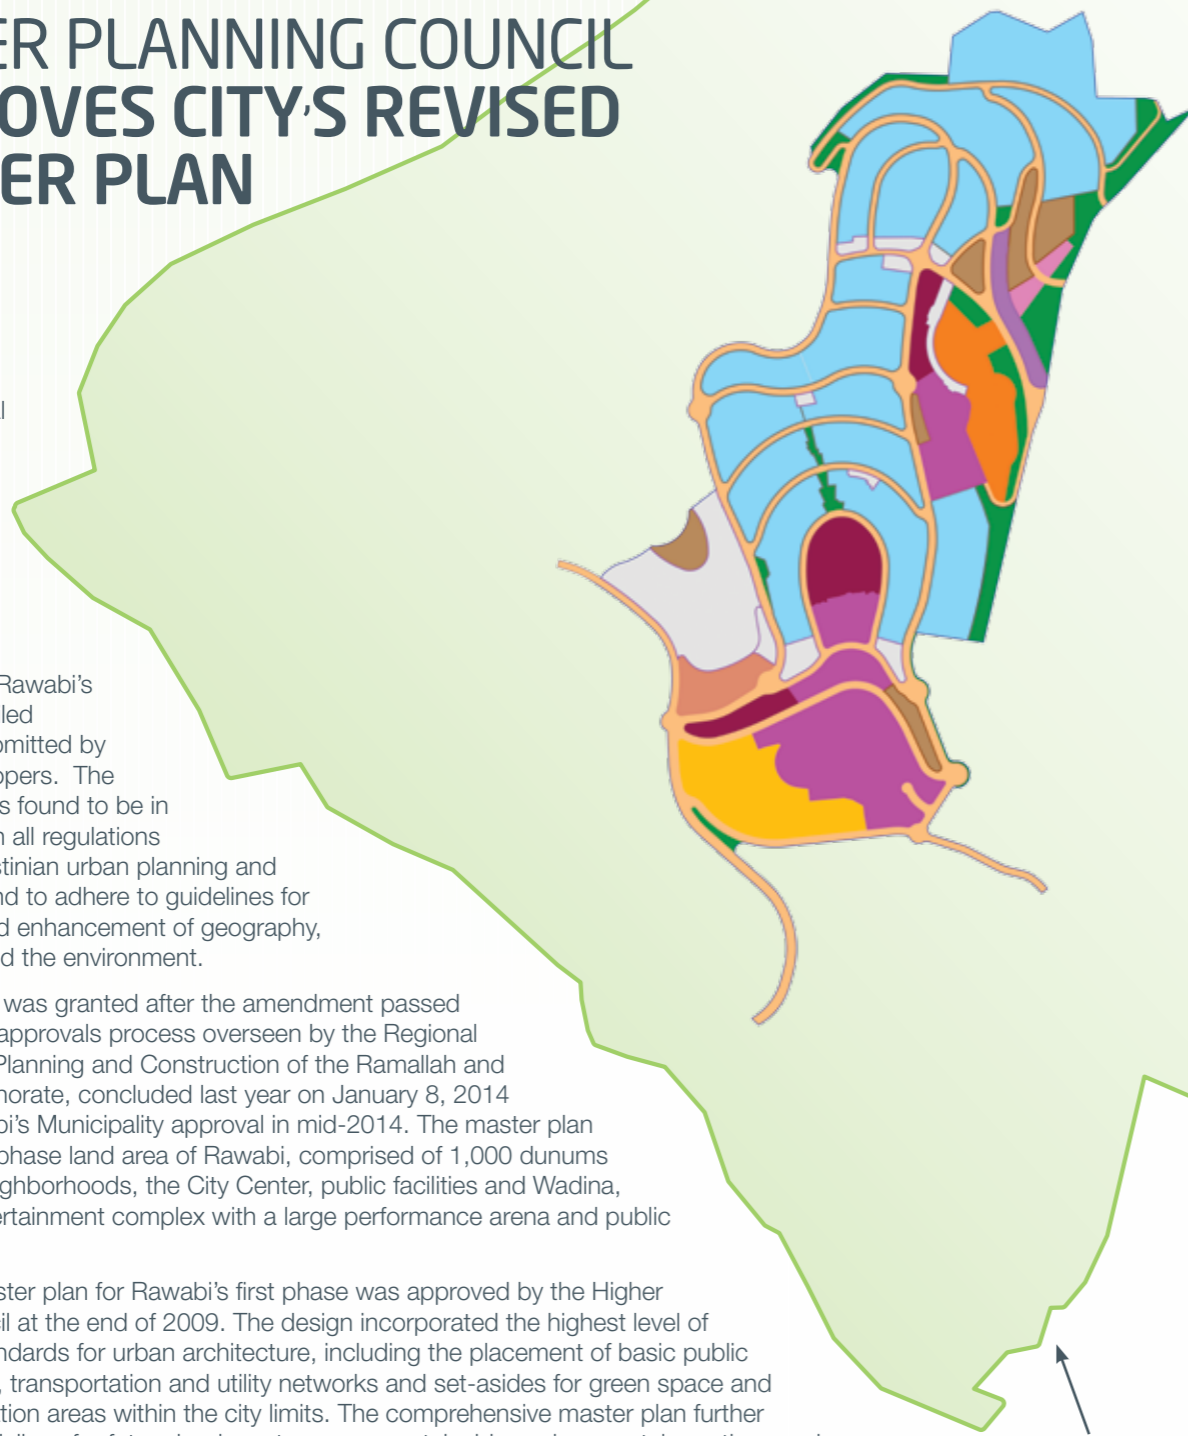 ER PLANNING COUNCIL
OVES CITY'S REVISED
ER PLAN
l
Rawabi's
led
omitted by
opers. The
s found to be in
n all regulations
stinian urban planning and
nd to adhere to guidelines for
d enhancement of geography,
d the environment.
was granted after the amendment passed
approvals process overseen by the Regional
Planning and Construction of the Ramallah and
norate, concluded last year on January 8, 2014
bi's Municipality approval in mid-2014. The master plan
phase land area of Rawabi, comprised of 1,000 dunums
ighborhoods, the City Center, public facilities and Wadina,
ertainment complex with a large performance arena and public
ster plan for Rawabi's first phase was approved by the Higher
cil at the end of 2009. The design incorporated the highest level of
ndards for urban architecture, including the placement of basic public
, transportation and utility networks and set-asides for green space and
ation areas within the city limits. The comprehensive master plan further